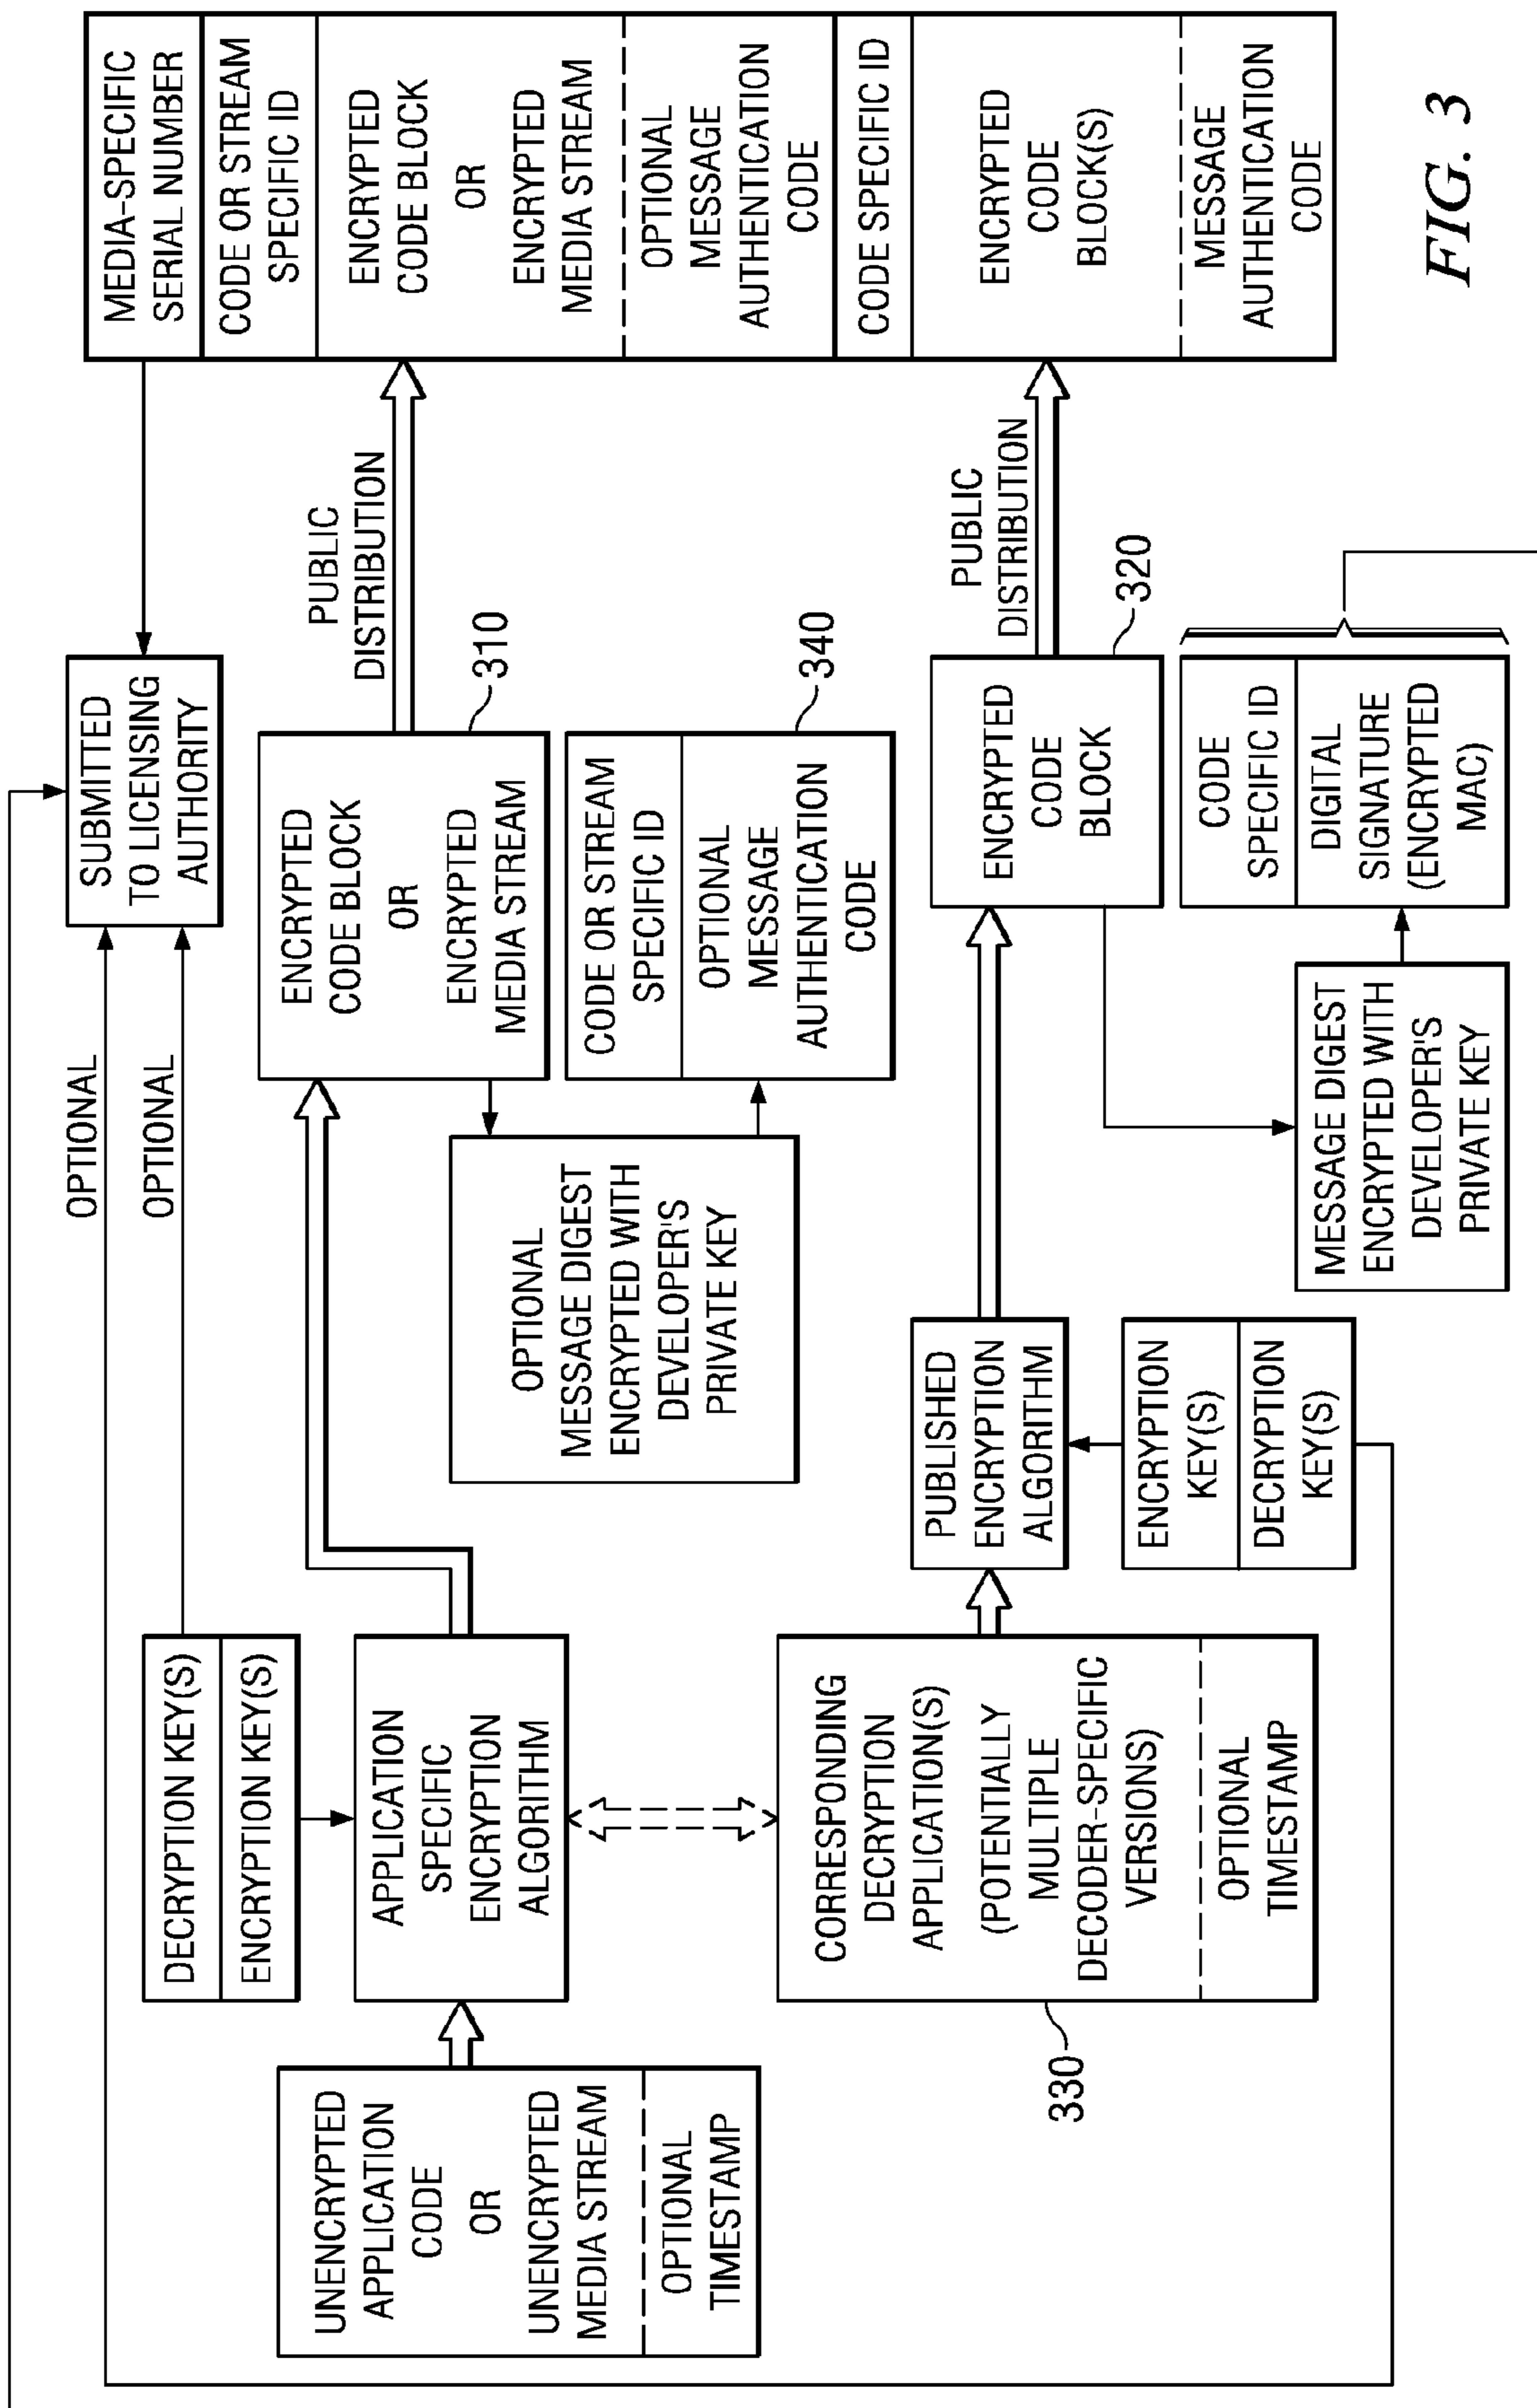 UNENCRYPTED
APPLICATION
CODE
OR
UNENCRYPTED
MEDIA STREAM
OPTIONAL
TIMESTAMP
DECRYPTION KEY(S)
ENCRYPTION KEY(S)
APPLICATION
SPECIFIC
ENCRYPTION
ALGORITHM
CORRESPONDING
DECRYPTION
APPLICATION(S)
(POTENTIALLY
MULTIPLE
DECODER-SPECIFIC
VERSIONS)
OPTIONAL
TIMESTAMP
330
OPTIONAL
OPTIONAL
OPTIONAL
MESSAGE DIGEST
ENCRYPTED WITH
DEVELOPER'S
PRIVATE KEY
PUBLISHED
ENCRYPTION
ALGORITHM
ENCRYPTION
KEY(S)
DECRYPTION
KEY(S)
SUBMITTED
TO LICENSING
AUTHORITY
ENCRYPTED
CODE BLOCK
OR
ENCRYPTED
MEDIA STREAM
310
CODE OR STREAM
SPECIFIC ID
OPTIONAL
MESSAGE
AUTHENTICATION
CODE
340
ENCRYPTED
CODE
BLOCK
320
MESSAGE DIGEST
ENCRYPTED WITH
DEVELOPER'S
PRIVATE KEY
CODE
SPECIFIC ID
DIGITAL
SIGNATURE
(ENCRYPTED
MAC)
PUBLIC
DISTRIBUTION
PUBLIC
DISTRIBUTION
MEDIA-SPECIFIC
SERIAL NUMBER
CODE OR STREAM
SPECIFIC ID
ENCRYPTED
CODE BLOCK
OR
ENCRYPTED
MEDIA STREAM
OPTIONAL
MESSAGE
AUTHENTICATION
CODE
CODE SPECIFIC ID
ENCRYPTED
CODE
BLOCK(S)
MESSAGE
AUTHENTICATION
CODE
FIG. 3